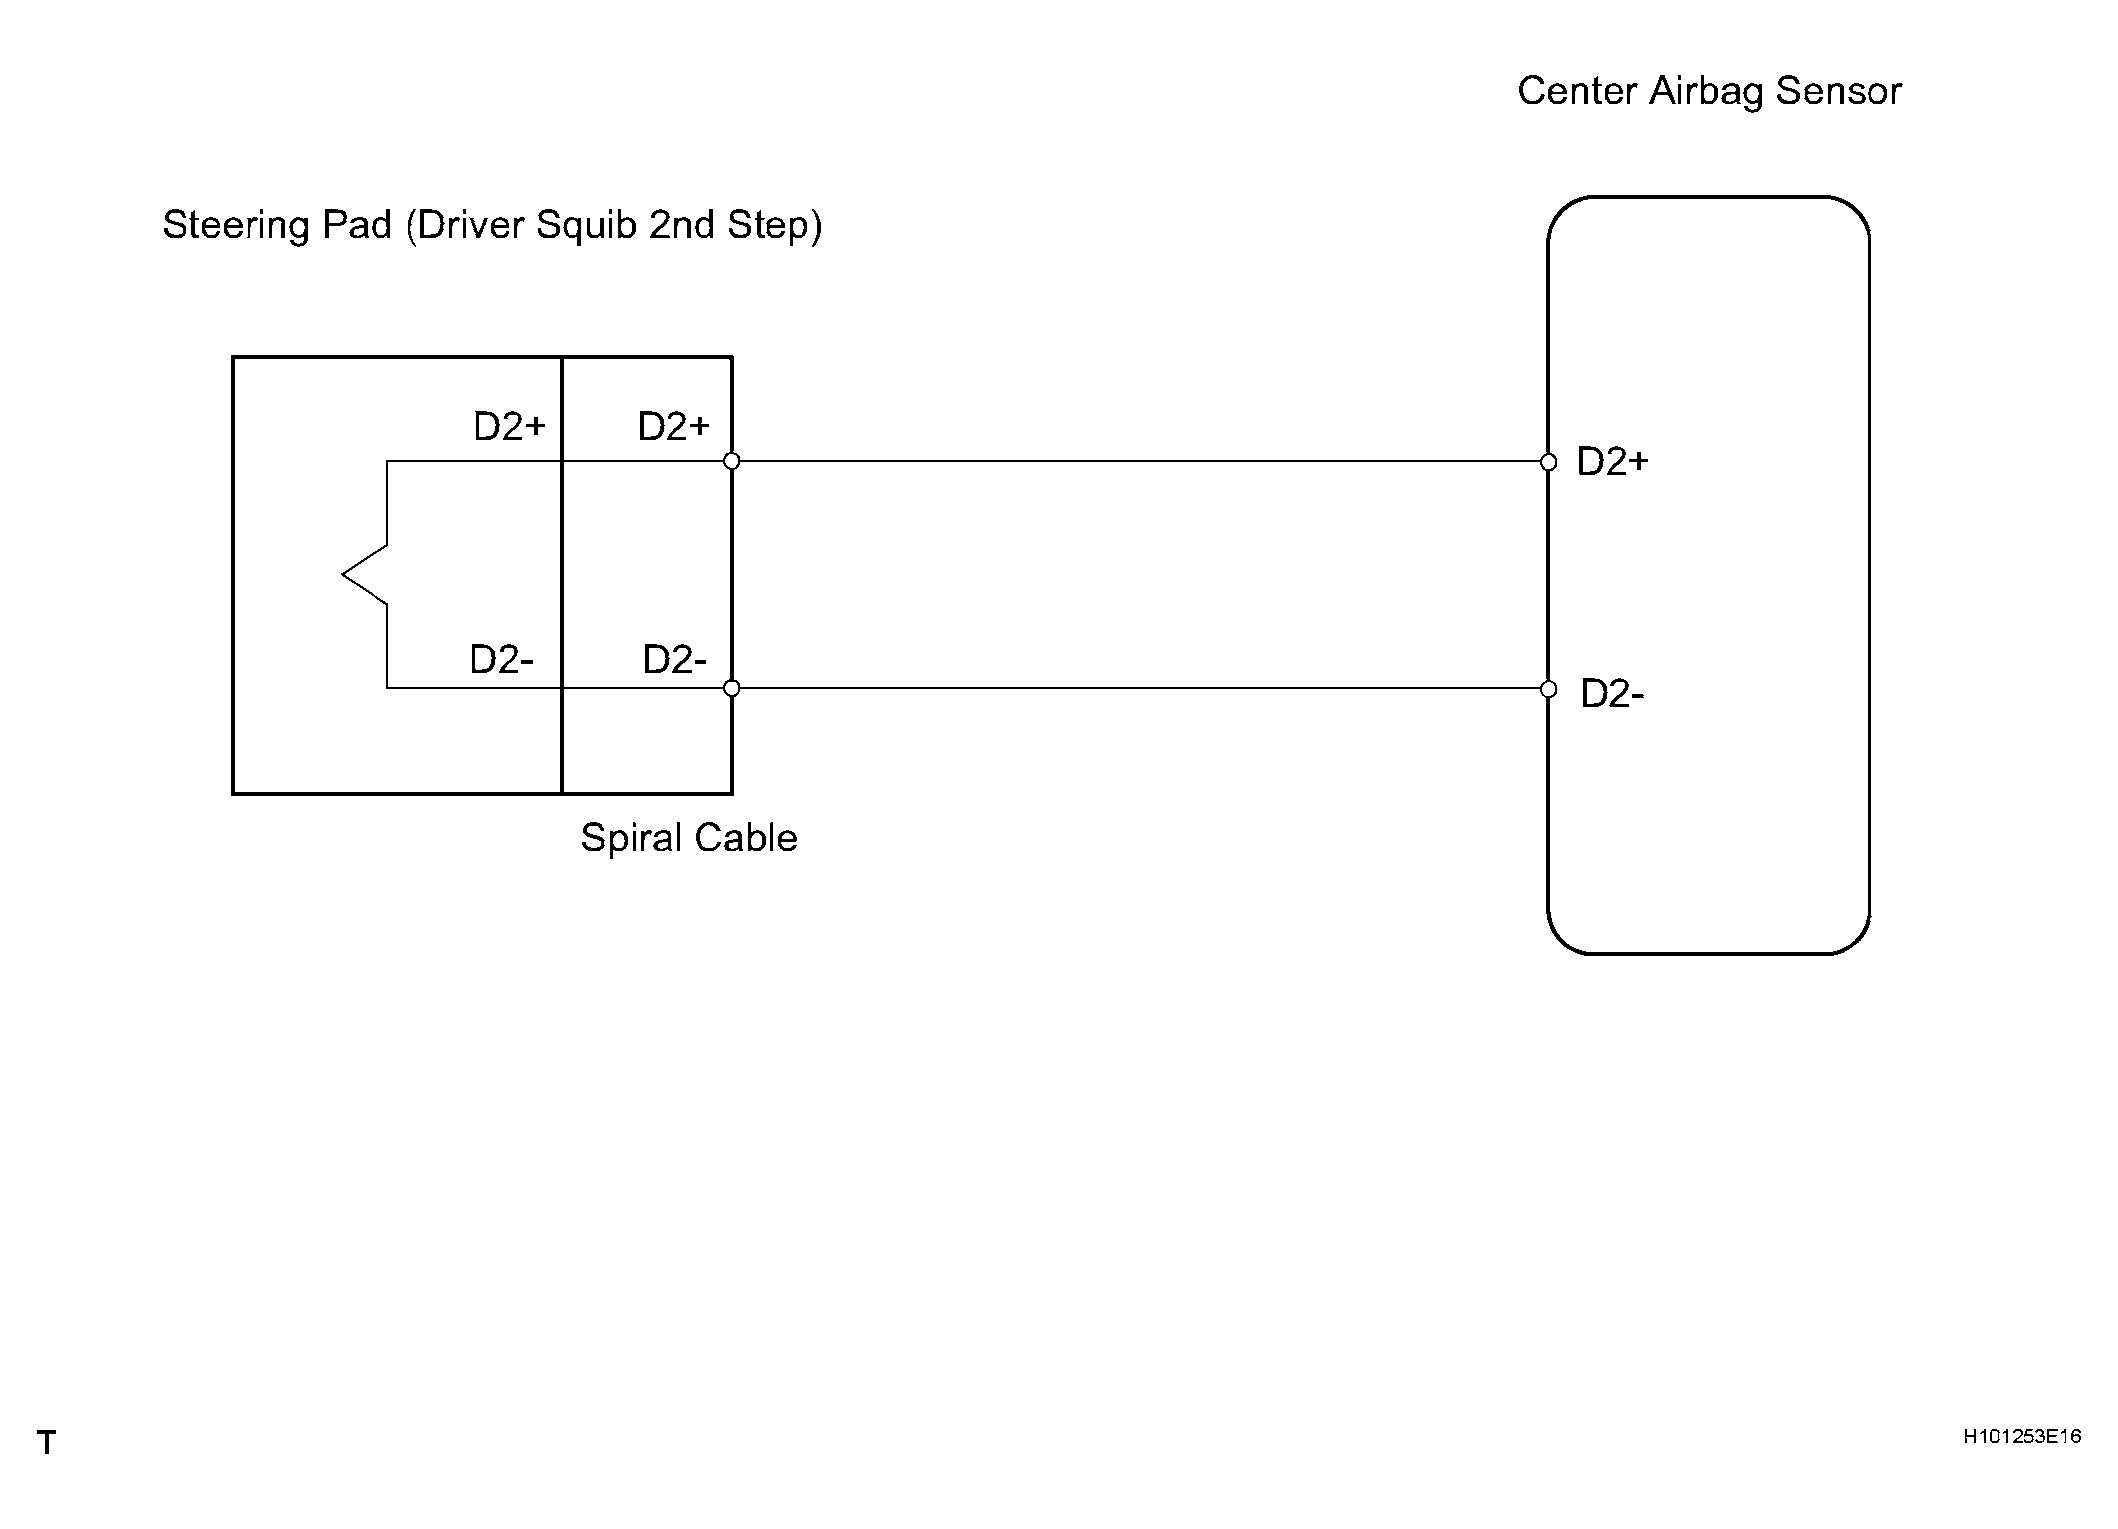 Center Airbag Sensor
Steering Pad (Driver Squib 2nd Step)
D2+ D2+
D2+
D2- D2-
D2-
Spiral Cable
T
H101253E16